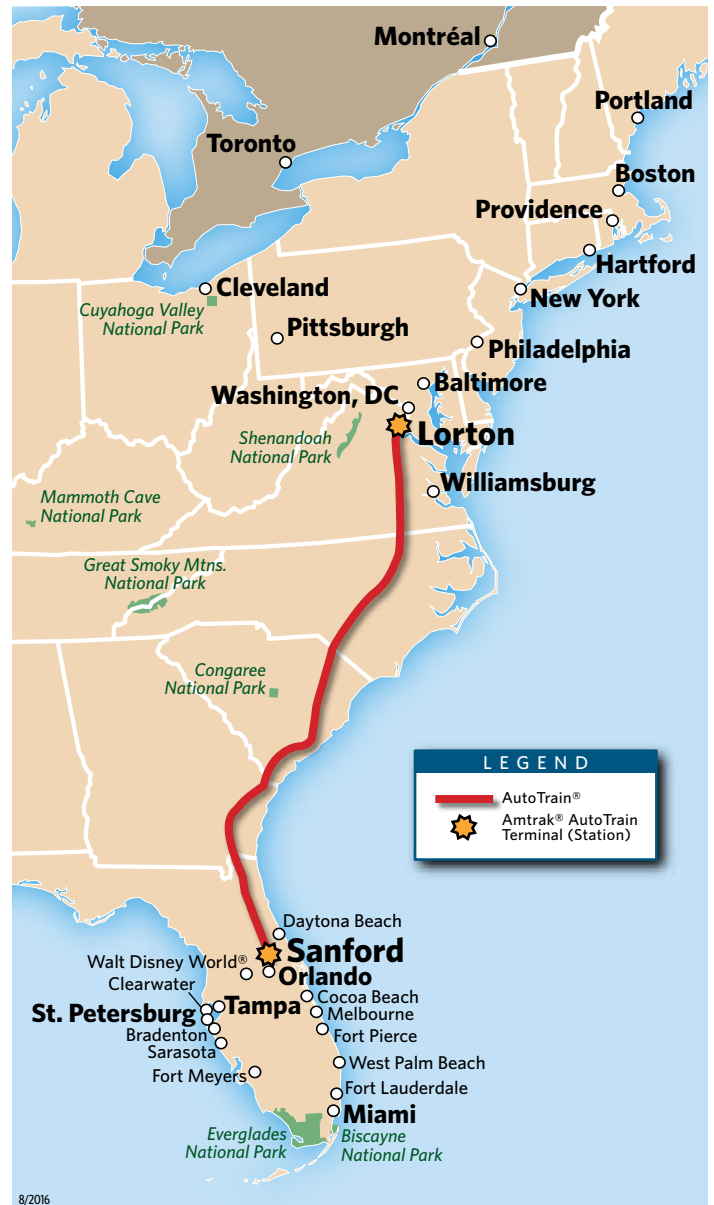 Montréal
Portland
Toronto
Boston
Providence
Hartford
Cleveland
New York
Cuyahoga Valley
National Park
Pittsburgh
Philadelphia
Baltimore
Washington, DC
Lorton
Shenandoah
National Park
Williamsburg
Mammoth Cave
National Park
Great Smoky Mtns.
National Park
Congaree
National Park
LEGEND
AutoTrain®
Amtrak® AutoTrain
Terminal (Station)
Daytona Beach
Sanford
Walt Disney World®
Orlando
Clearwater
Cocoa Beach
Tampa
St. Petersburg
Melbourne
Bradenton
Fort Pierce
Sarasota
West Palm Beach
Fort Meyers
Fort Lauderdale
Miami
Everglades
National Park
Biscayne
National Park
8/2016